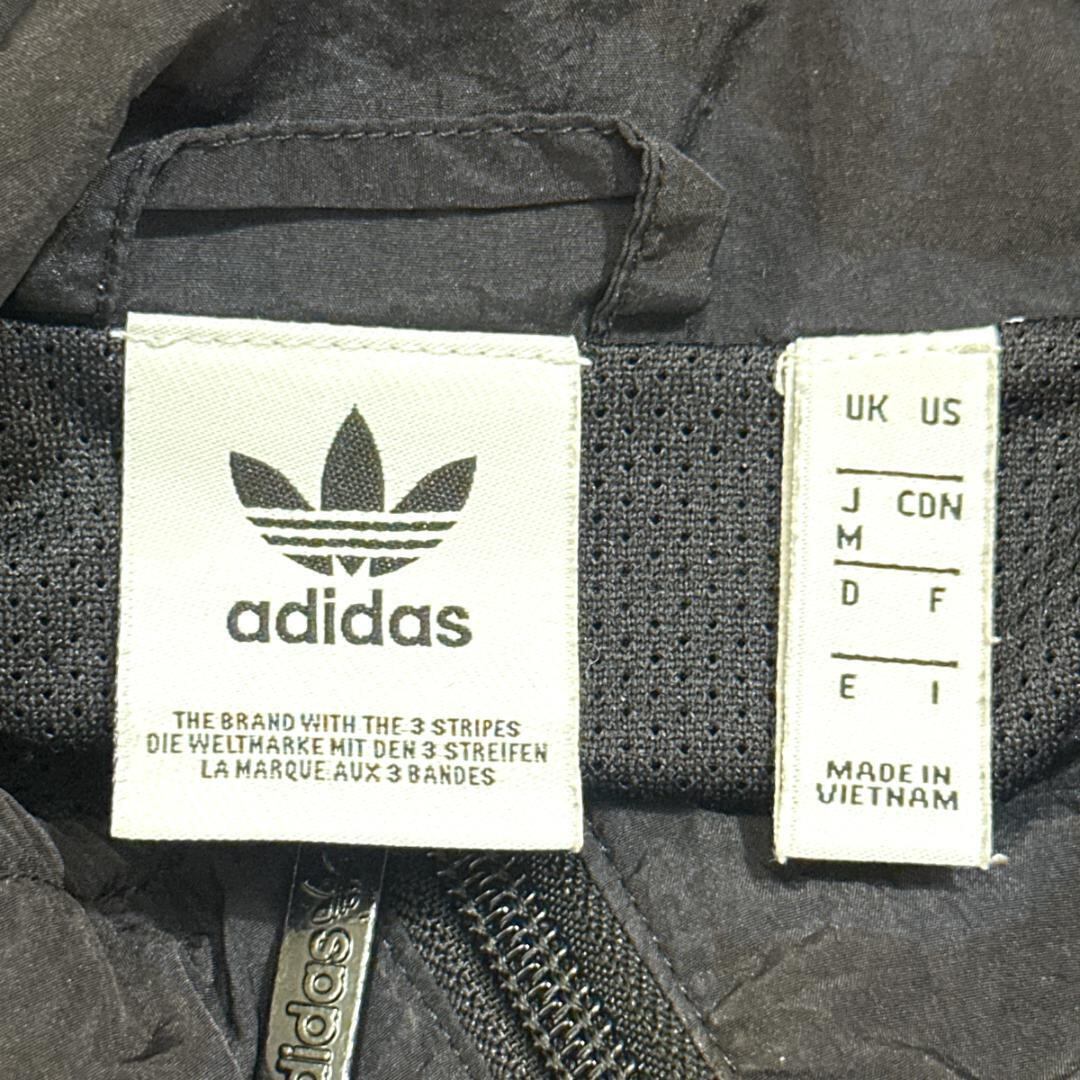 adidas
THE BRAND WITH THE 3 STRIPES
DIE WELTMARKE MIT DEN 3 STREIFEN
LA MARQUE AUX 3 BANDES
UK US
J CDN
M
D F
E I
MADE IN
VIETNAM
adidas